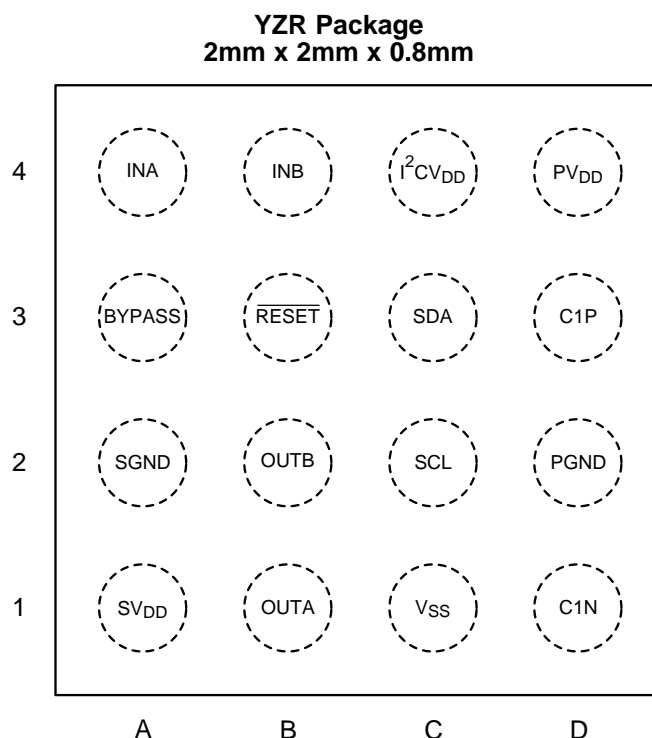 YZR Package
2mm x 2mm x 0.8mm
4 INA INB I²CVDD PVDD
3 BYPASS RESET SDA C1P
2 SGND OUTB SCL PGND
1 SVDD OUTA VSS C1N
A B C D